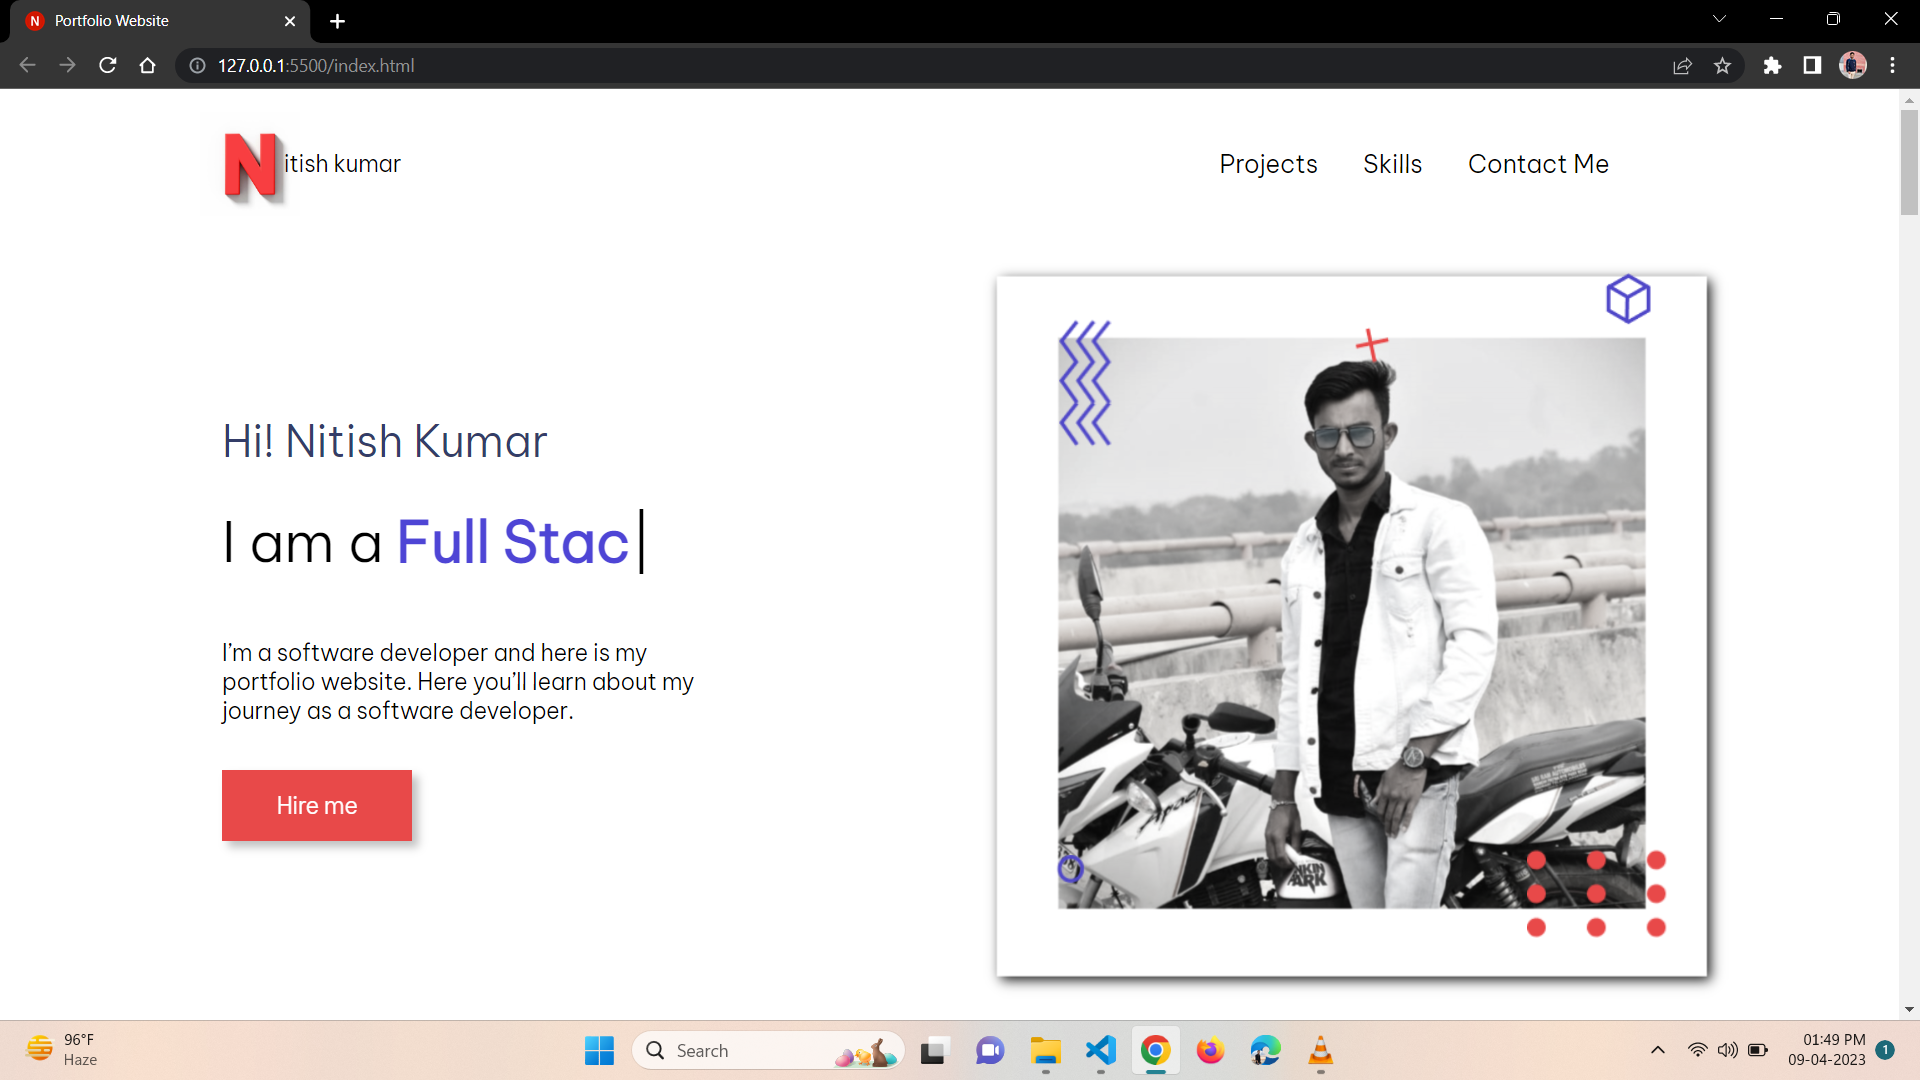 N Portfolio Website
127.0.0.1:5500/index.html
Nitish kumar
Projects Skills Contact Me
Hi! Nitish Kumar
I am a Full Stac
I'm a software developer and here is my
portfolio website. Here you'll learn about my
journey as a software developer.
Hire me
PARK
96°F
Haze
Search
01:49 PM
09-04-2023
1